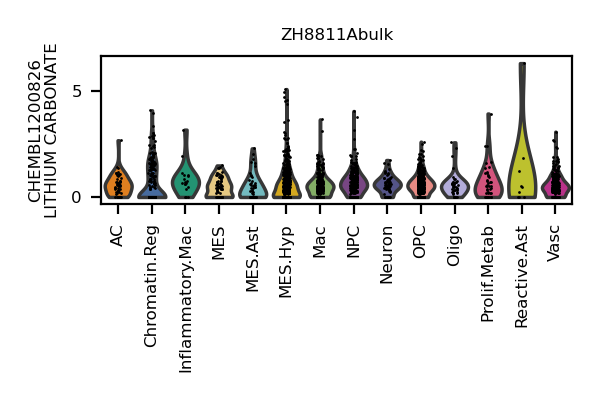 ZH8811Abulk
CHEMBL1200826
LITHIUM CARBONATE
5
0
AC
Chromatin.Reg
Inflammatory.Mac
MES
MES.Ast
MES.Hyp
Mac
NPC
Neuron
OPC
Oligo
Prolif.Metab
Reactive.Ast
Vasc